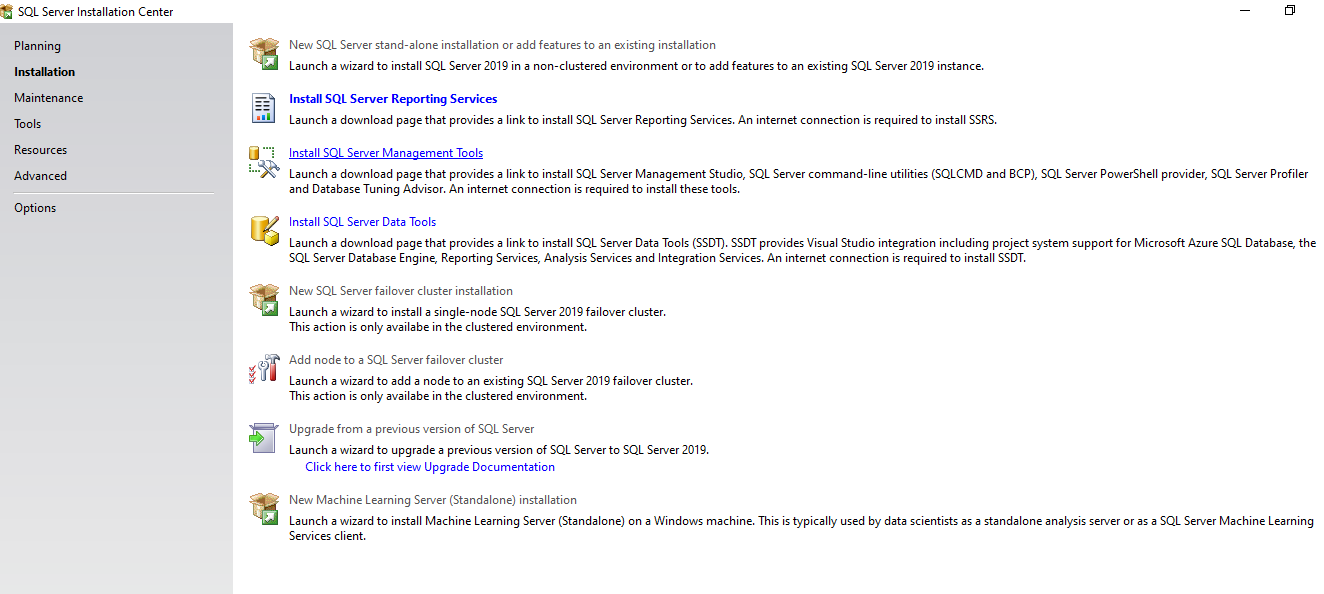 SQL Server Installation Center
Planning
Installation
Maintenance
Tools
Resources
Advanced
Options
New SQL Server stand-alone installation or add features to an existing installation
Launch a wizard to install SQL Server 2019 in a non-clustered environment or to add features to an existing SQL Server 2019 instance.
Install SQL Server Reporting Services
Launch a download page that provides a link to install SQL Server Reporting Services. An internet connection is required to install SSRS.
Install SQL Server Management Tools
Launch a download page that provides a link to install SQL Server Management Studio, SQL Server command-line utilities (SQLCMD and BCP), SQL Server PowerShell provider, SQL Server Profiler
and Database Tuning Advisor. An internet connection is required to install these tools.
Install SQL Server Data Tools
Launch a download page that provides a link to install SQL Server Data Tools (SSDT). SSDT provides Visual Studio integration including project system support for Microsoft Azure SQL Database, the
SQL Server Database Engine, Reporting Services, Analysis Services and Integration Services. An internet connection is required to install SSDT.
New SQL Server failover cluster installation
Launch a wizard to install a single-node SQL Server 2019 failover cluster.
This action is only availabe in the clustered environment.
Add node to a SQL Server failover cluster
Launch a wizard to add a node to an existing SQL Server 2019 failover cluster.
This action is only availabe in the clustered environment.
Upgrade from a previous version of SQL Server
Launch a wizard to upgrade a previous version of SQL Server to SQL Server 2019.
Click here to first view Upgrade Documentation
New Machine Learning Server (Standalone) installation
Launch a wizard to install Machine Learning Server (Standalone) on a Windows machine. This is typically used by data scientists as a standalone analysis server or as a SQL Server Machine Learning
Services client.